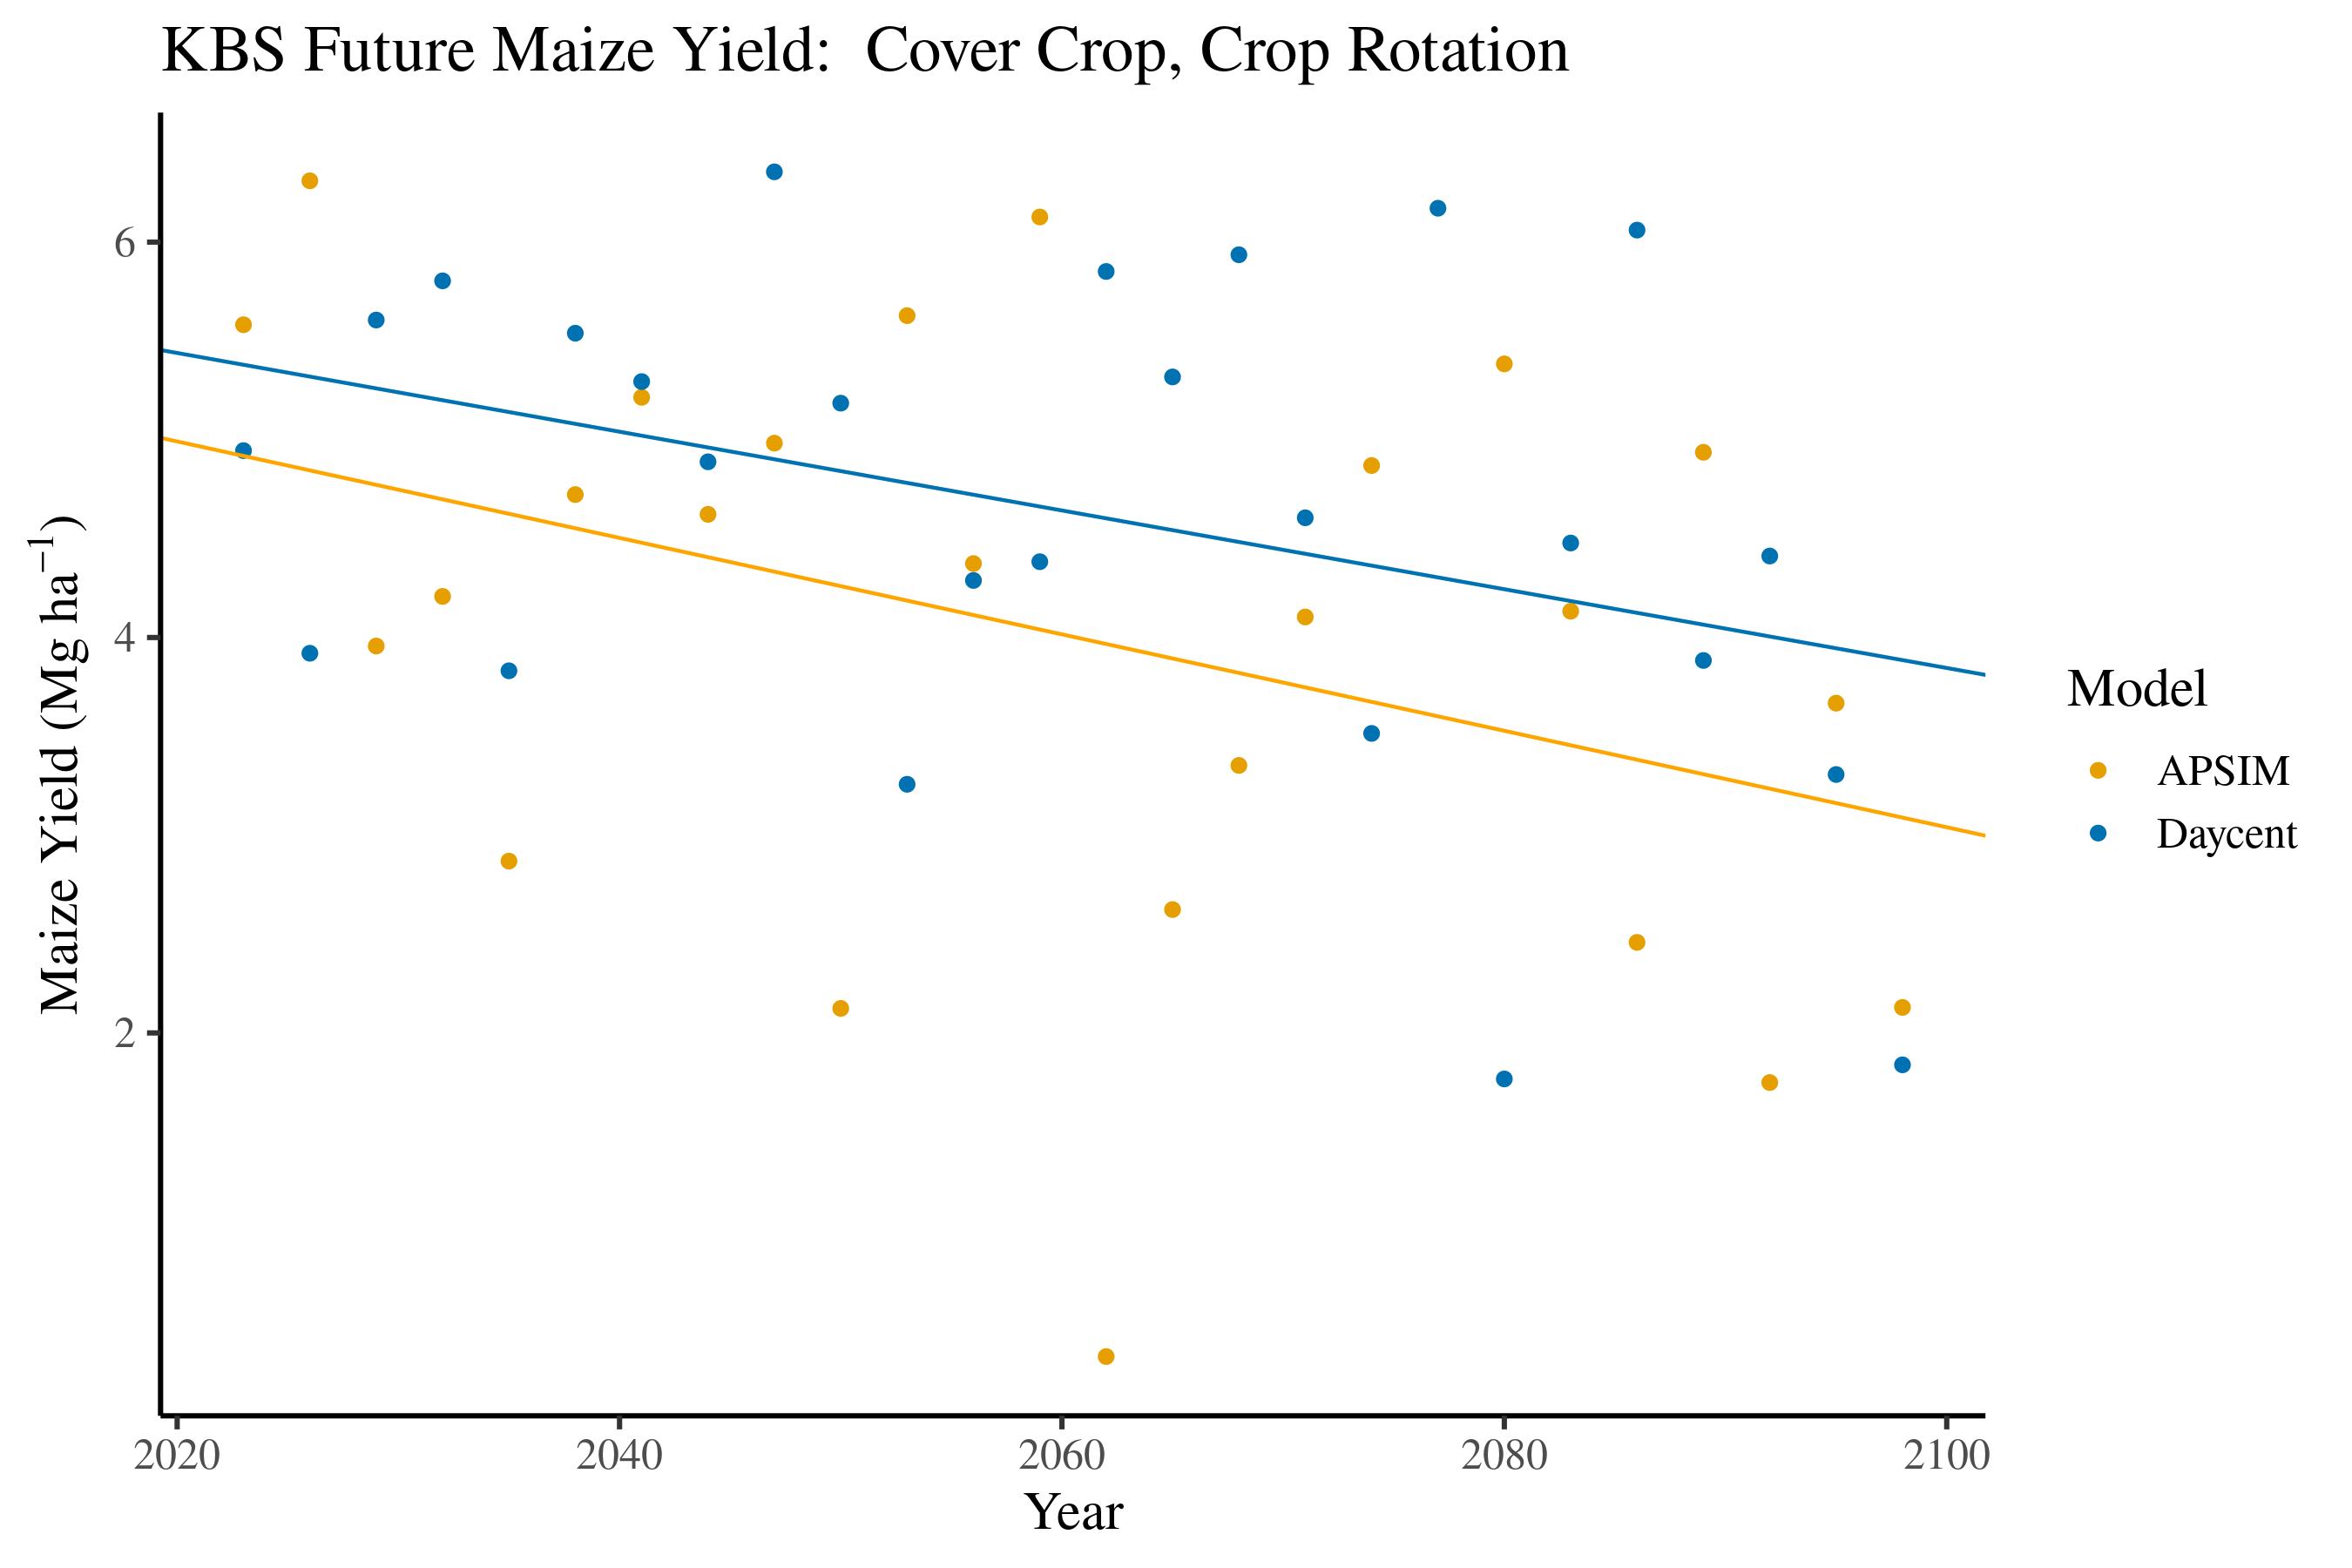 KBS Future Maize Yield:  Cover Crop, Crop Rotation
Maize Yield (Mg ha⁻¹)
6
4
2
2020 2040 2060 2080 2100
Year
Model
APSIM
Daycent